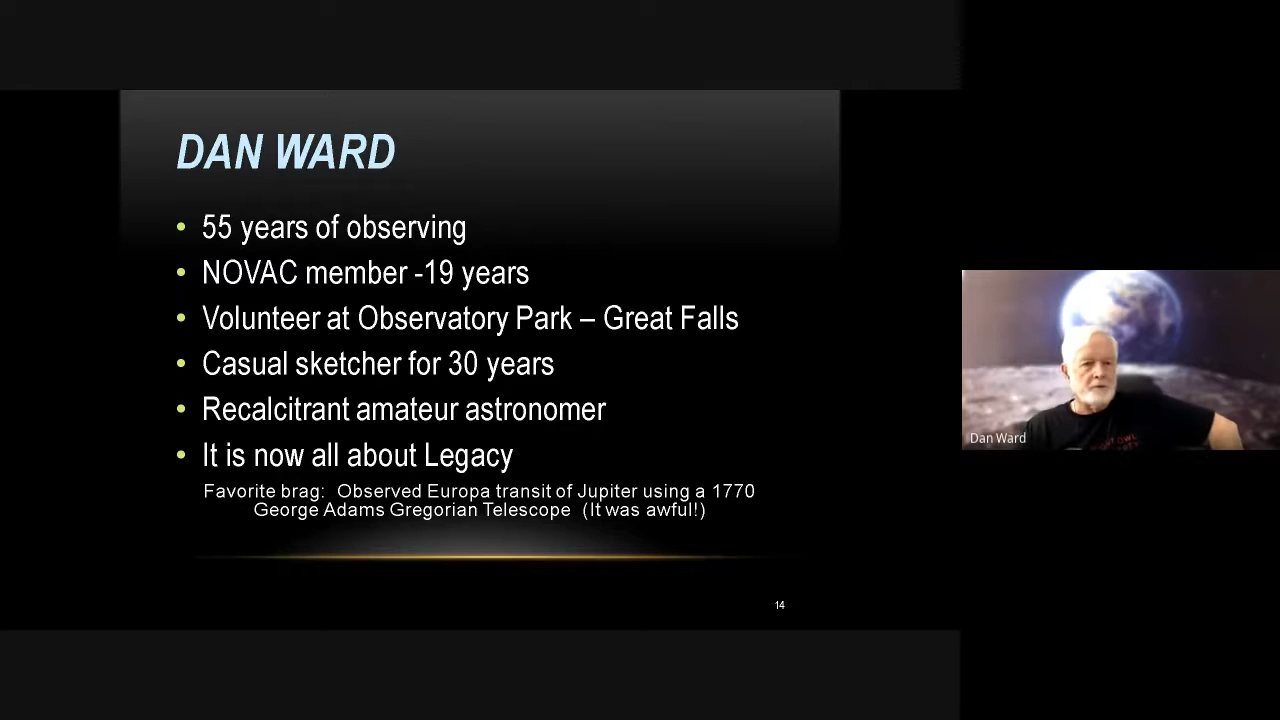 DAN WARD
• 55 years of observing
• NOVAC member -19 years
• Volunteer at Observatory Park – Great Falls
• Casual sketcher for 30 years
• Recalcitrant amateur astronomer
• It is now all about Legacy
Favorite brag: Observed Europa transit of Jupiter using a 1770
George Adams Gregorian Telescope (It was awful!)
14
Dan Ward